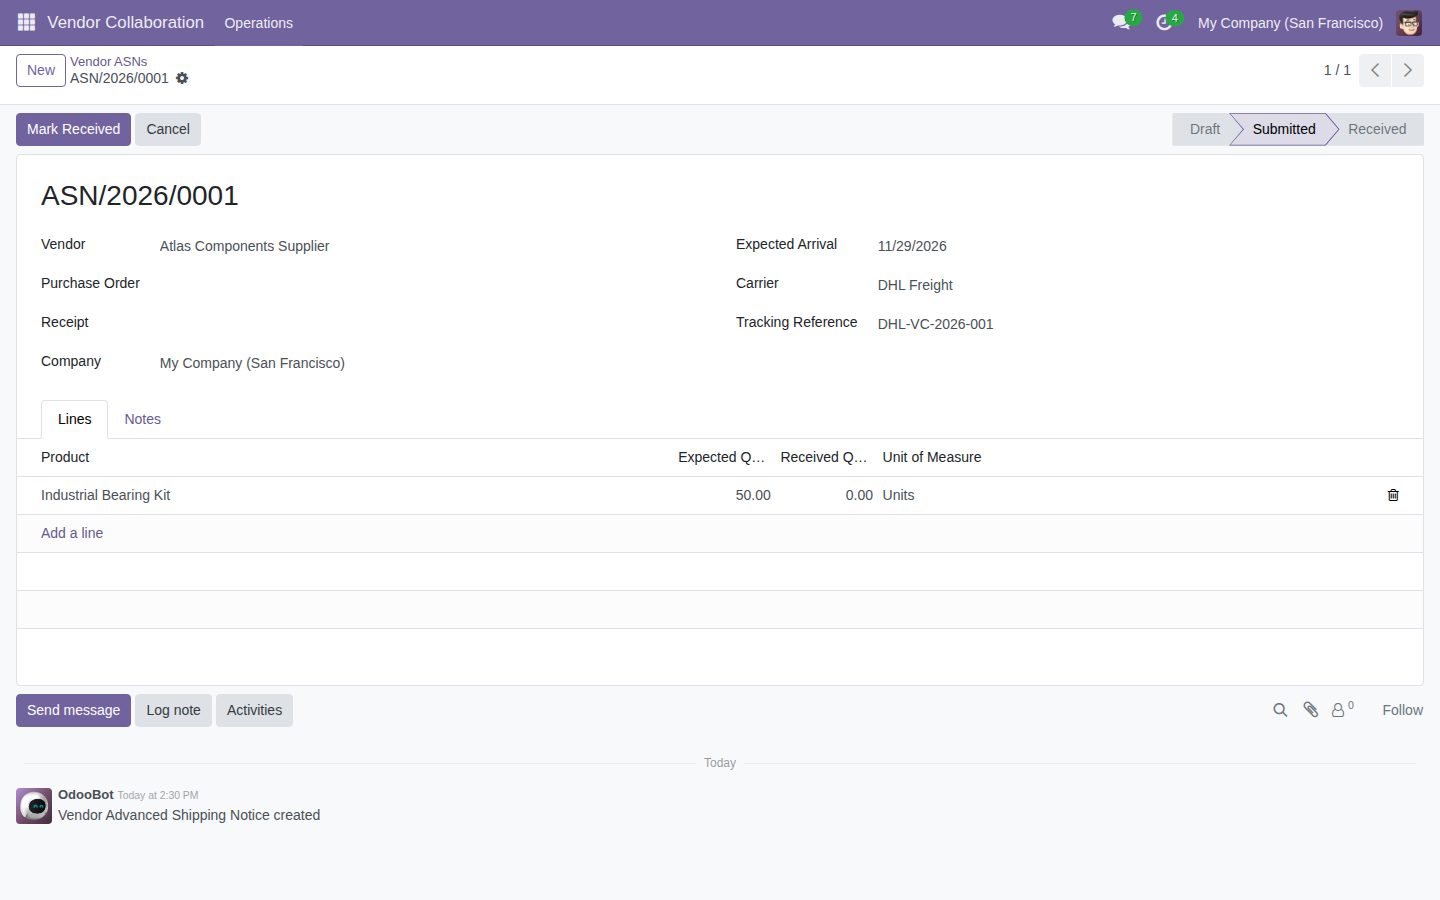 Vendor Collaboration Operations 7 4 My Company (San Francisco)
New Vendor ASNs 1 / 1
ASN/2026/0001
Mark Received Cancel Draft Submitted Received
ASN/2026/0001
Vendor Atlas Components Supplier Expected Arrival 11/29/2026
Purchase Order Carrier DHL Freight
Receipt Tracking Reference DHL-VC-2026-001
Company My Company (San Francisco)
Lines Notes
Product Expected Q... Received Q... Unit of Measure
Industrial Bearing Kit 50.00 0.00 Units
Add a line
Send message Log note Activities 0 Follow
Today
OdooBot Today at 2:30 PM
Vendor Advanced Shipping Notice created